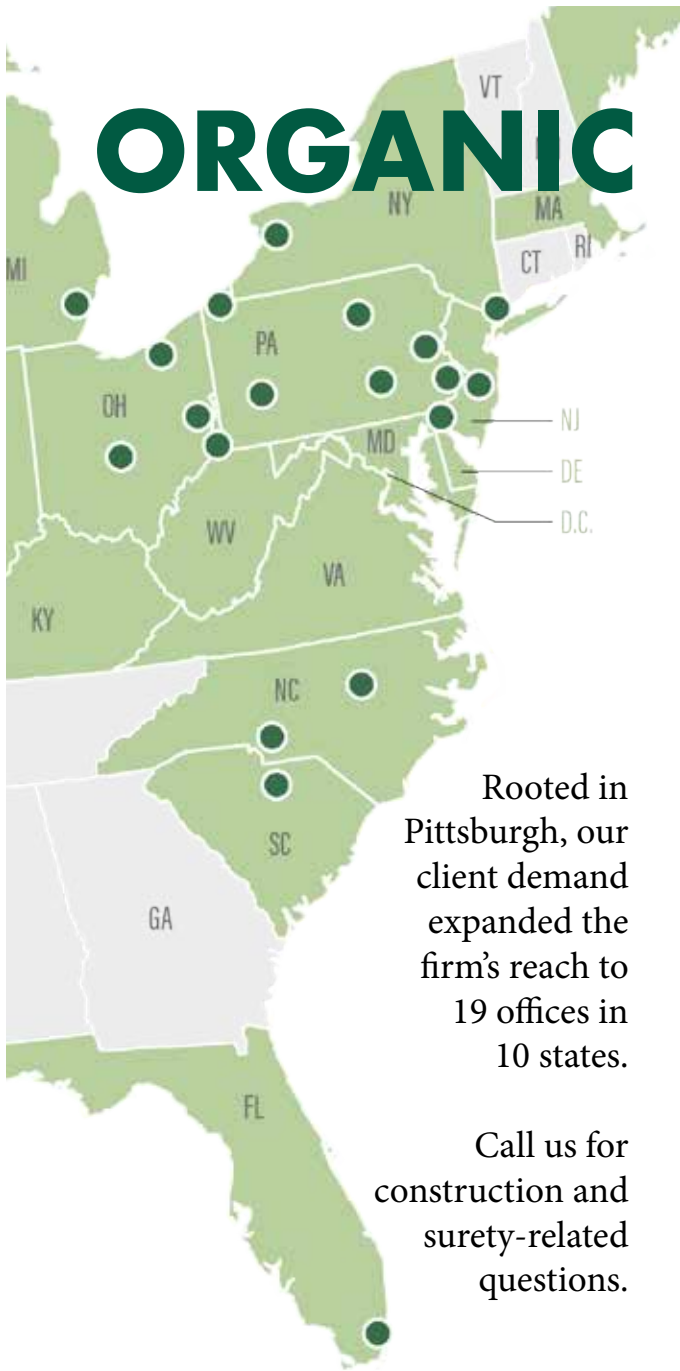 VT
ORGANIC
NY
MA
CT
RI
MI
PA
OH
NJ
MD
DE
D.C.
WV
VA
KY
NC
Rooted in
Pittsburgh, our
client demand
expanded the
firm's reach to
19 offices in
10 states.
SC
GA
FL
Call us for
construction and
surety-related
questions.